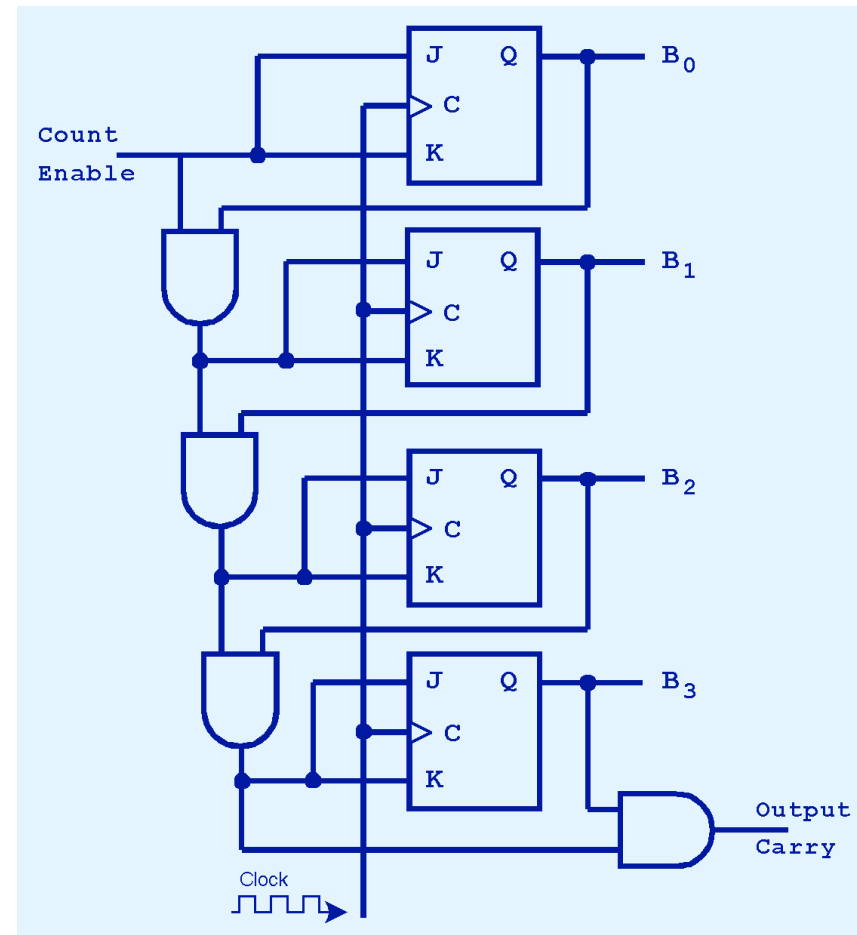 J Q B0
C
Count
Enable
K
J Q B1
C
K
J Q B2
C
K
J Q B3
C
K
Output
Carry
Clock